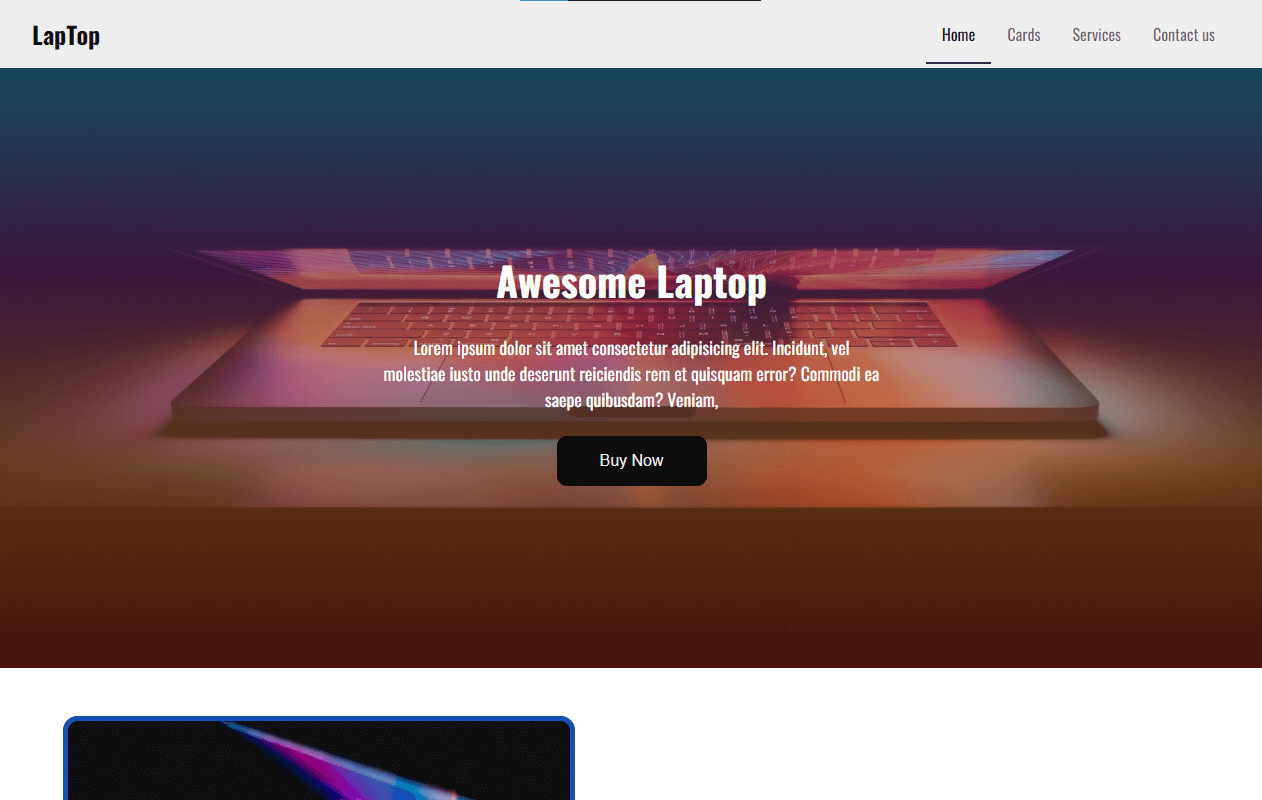 LapTop
Home Cards Services Contact us
Awesome Laptop
Lorem ipsum dolor sit amet consectetur adipisicing elit. Incidunt, vel
molestiae iusto unde deserunt reiciendis rem et quisquam error? Commodi ea
saepe quibusdam? Veniam,
Buy Now